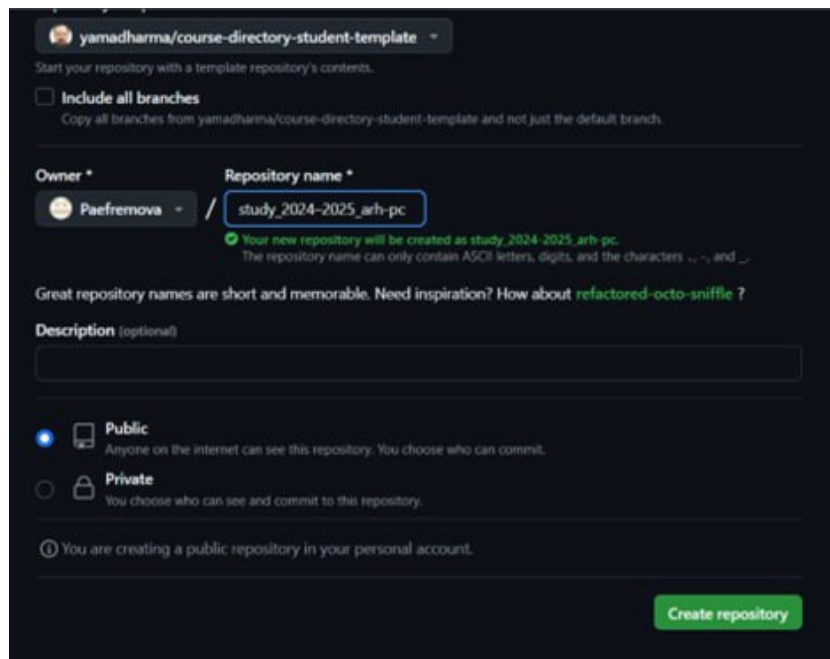 yamadharma/course-directory-student-template
Start your repository with a template repository's contents.
Include all branches
Copy all branches from yamadharma/course-directory-student-template and not just the default branch.
Owner * Repository name *
Paefremova / study_2024–2025_arh-pc
Your new repository will be created as study_2024-2025_arh-pc.
The repository name can only contain ASCII letters, digits, and the characters ., -, and _.
Great repository names are short and memorable. Need inspiration? How about refactored-octo-sniffle ?
Description (optional)
Public
Anyone on the internet can see this repository. You choose who can commit.
Private
You choose who can see and commit to this repository.
You are creating a public repository in your personal account.
Create repository